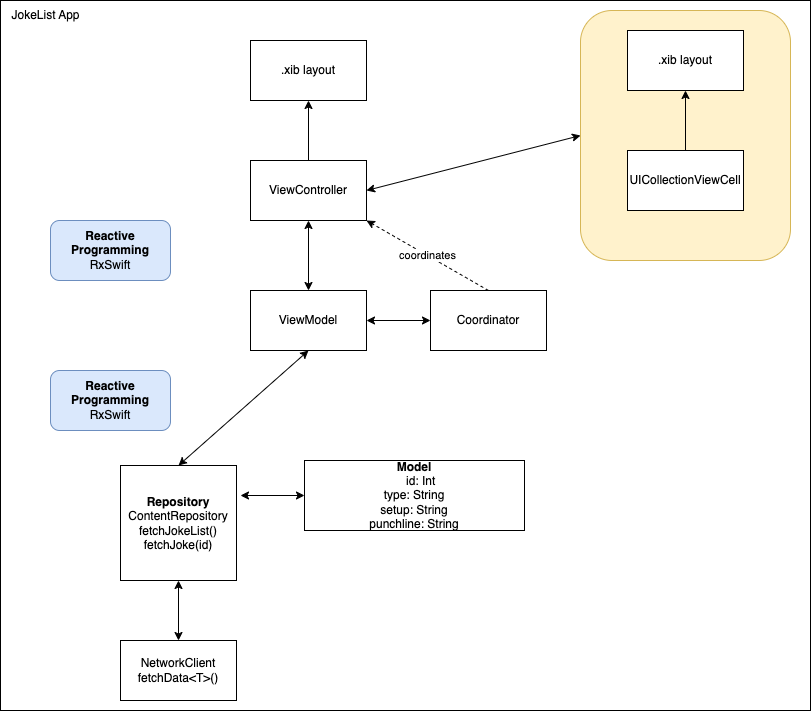 JokeList App
.xib layout
.xib layout
ViewController
UICollectionViewCell
Reactive
Programming
RxSwift
coordinates
ViewModel
Coordinator
Reactive
Programming
RxSwift
Repository
ContentRepository
fetchJokeList()
fetchJoke(id)
Model
id: Int
type: String
setup: String
punchline: String
NetworkClient
fetchData<T>()